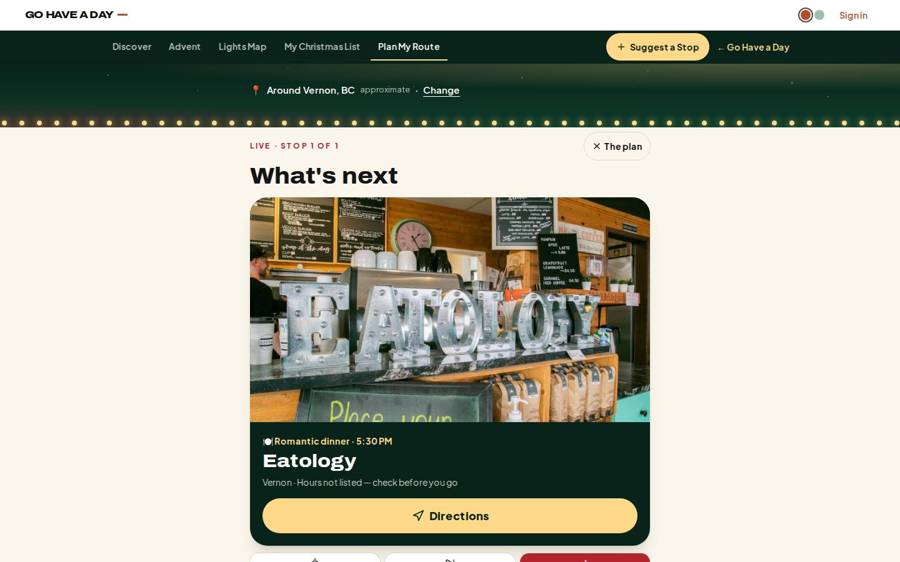 GO HAVE A DAY
Sign in
Discover
Advent
Lights Map
My Christmas List
Plan My Route
+ Suggest a Stop
← Go Have a Day
Around Vernon, BC approximate · Change
LIVE · STOP 1 OF 1
× The plan
What's next
EATOLOGY
Place your
Romantic dinner · 5:30 PM
Eatology
Vernon · Hours not listed — check before you go
Directions